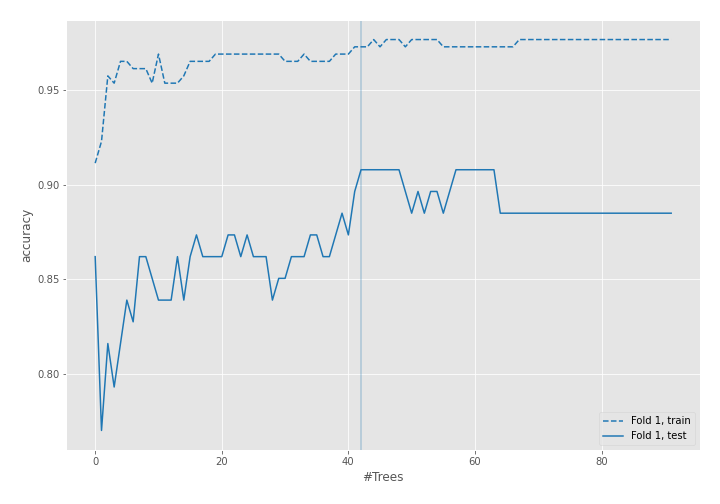 0.95
0.90
0.85
0.80
accuracy
0 20 40 60 80
#Trees
Fold 1, train
Fold 1, test